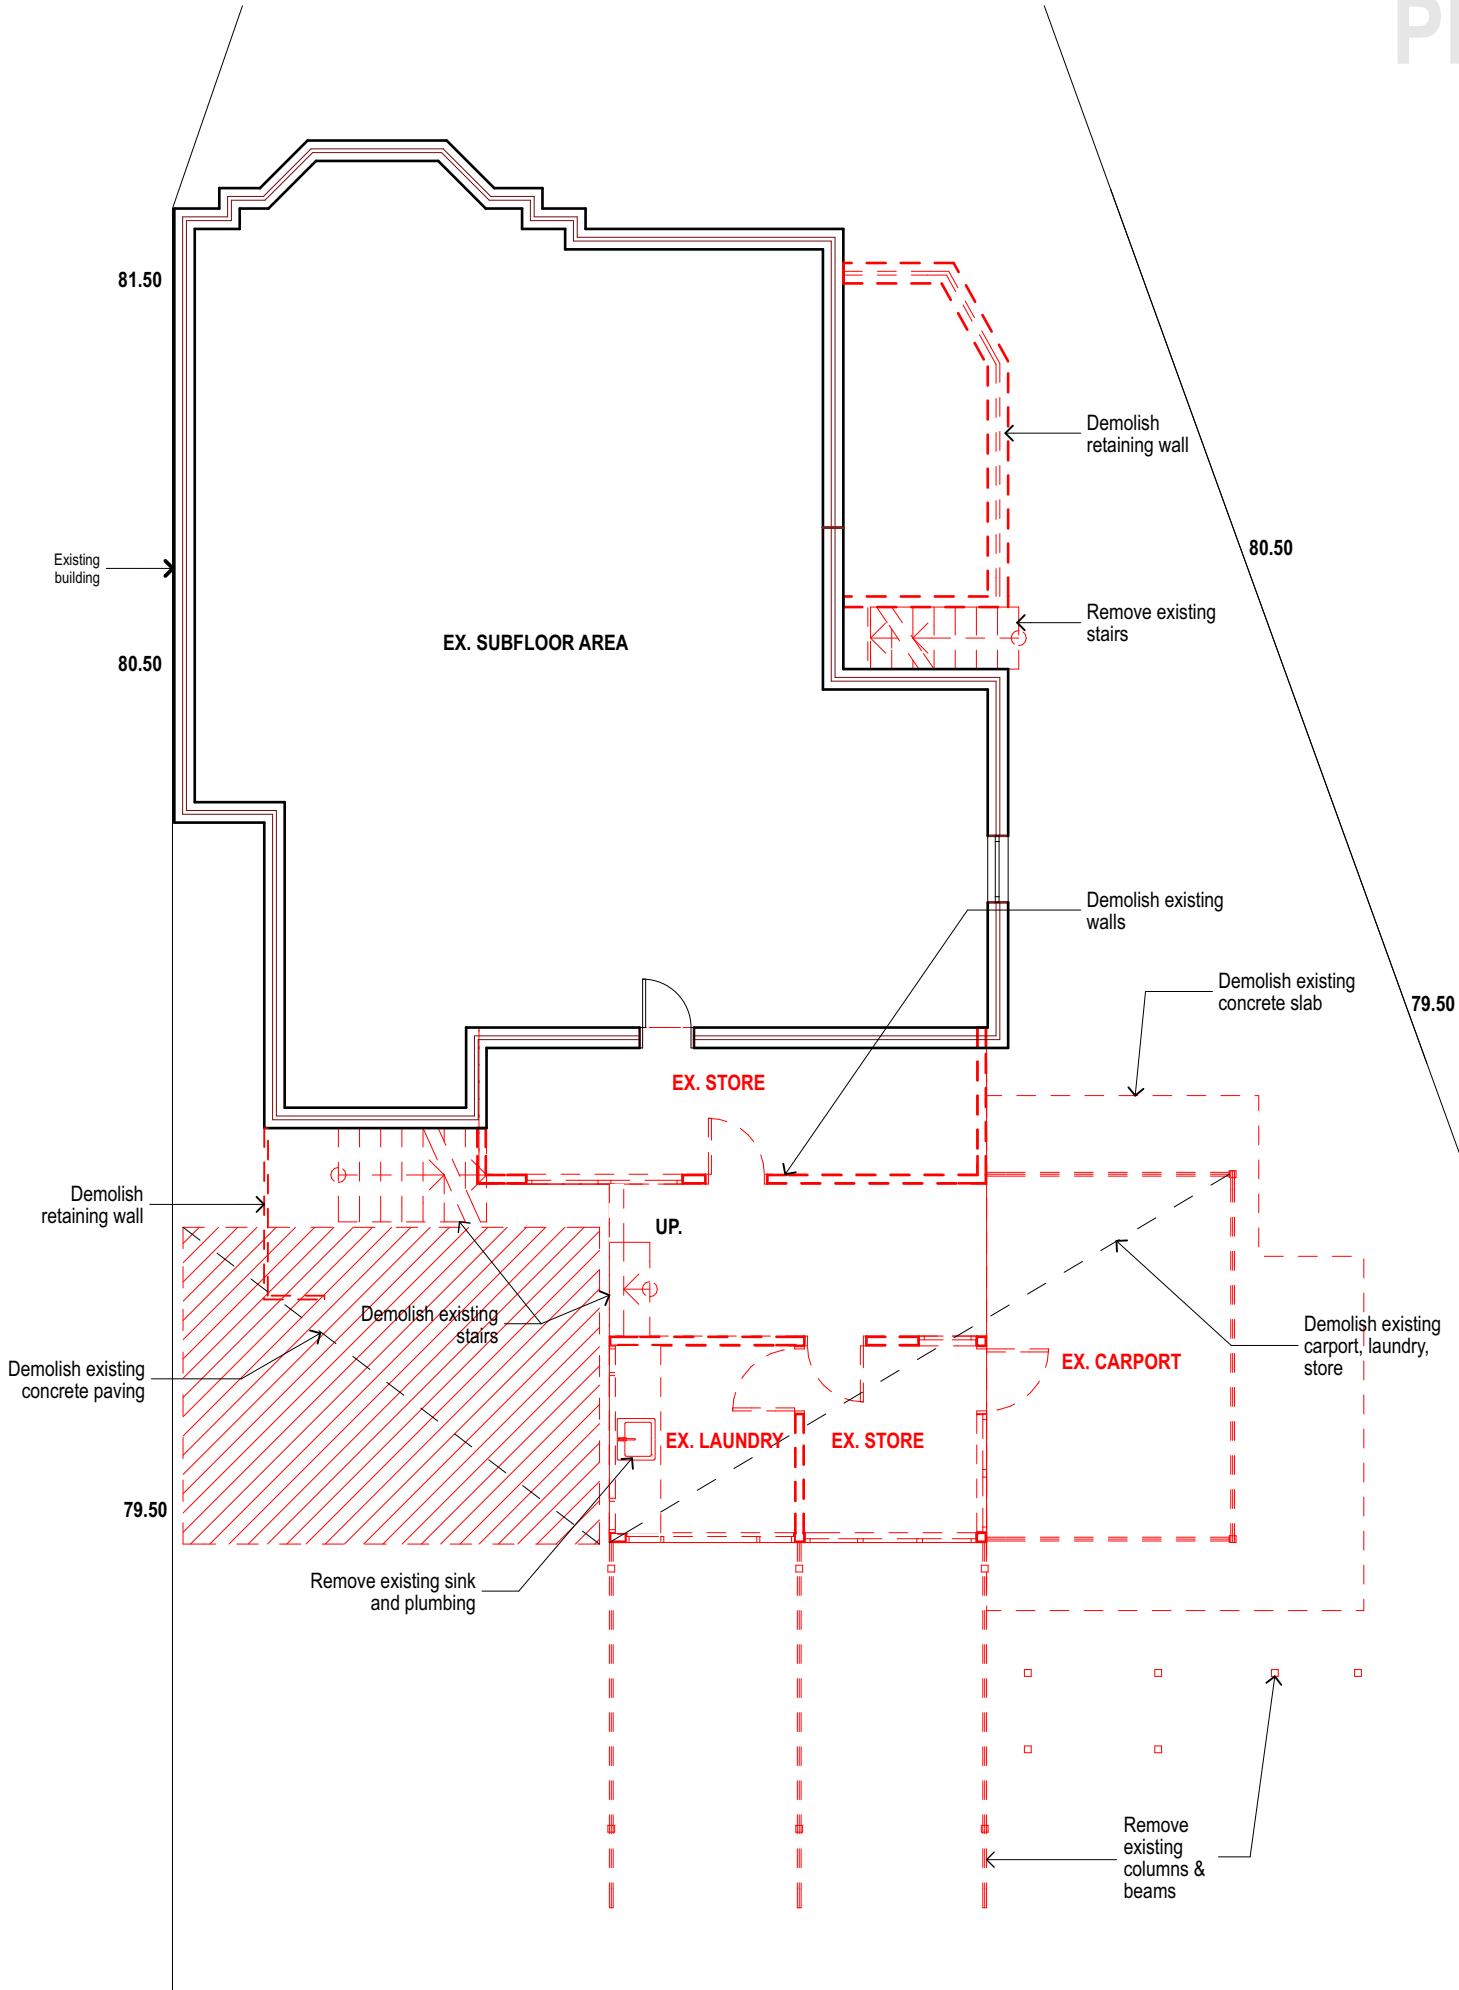 81.50
Demolish
retaining wall
80.50
Existing
building
Remove existing
stairs
EX. SUBFLOOR AREA
80.50
Demolish existing
walls
Demolish existing
concrete slab
79.50
EX. STORE
Demolish
retaining wall
UP.
Demolish existing
stairs
Demolish existing
carport, laundry,
store
EX. CARPORT
Demolish existing
concrete paving
EX. LAUNDRY
EX. STORE
79.50
Remove existing sink
and plumbing
Remove
existing
columns &
beams